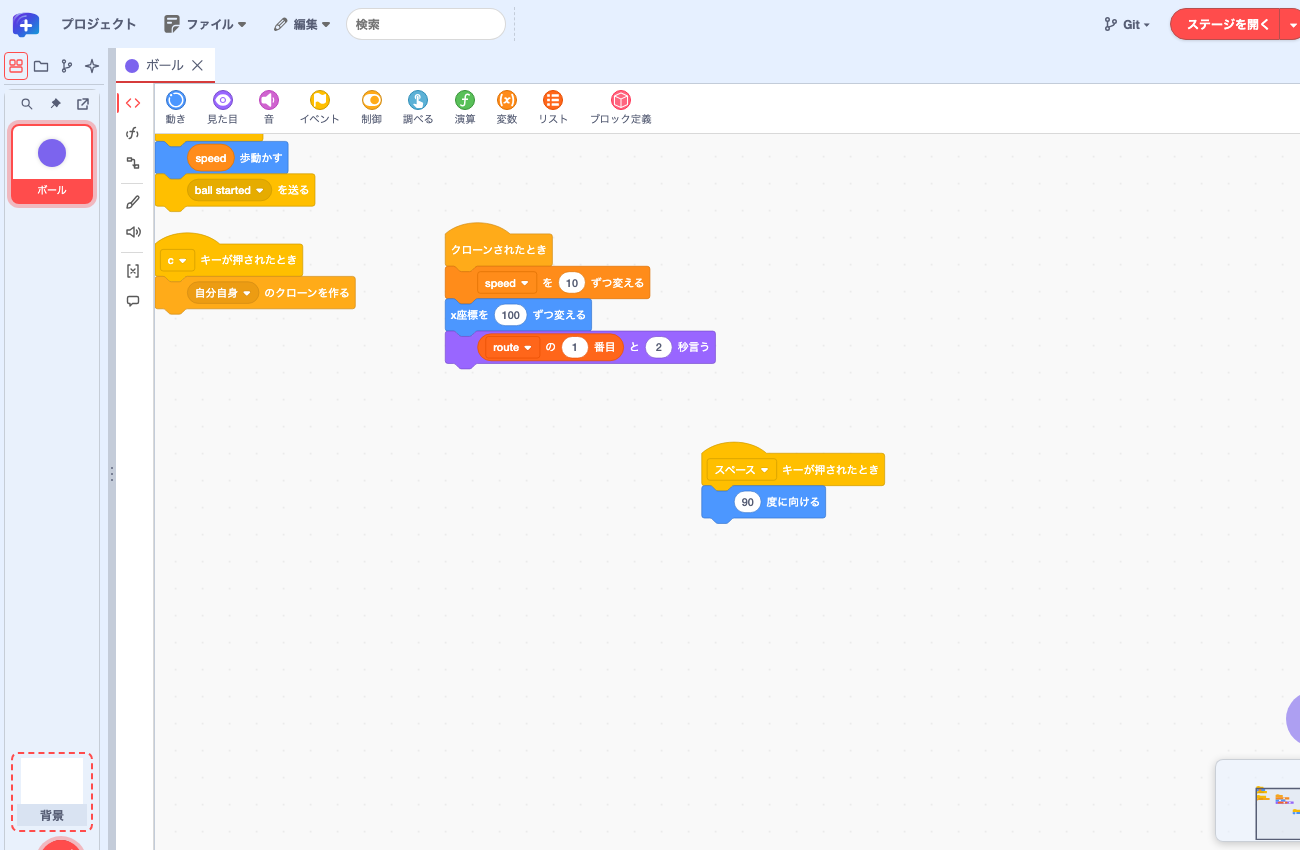 プロジェクト
ファイル
編集
検索
Git
ステージを開く
ボール
動き
見た目
音
イベント
制御
調べる
演算
変数
リスト
ブロック定義
ボール
speed 歩動かす
ball started を送る
c キーが押されたとき
自分自身 のクローンを作る
クローンされたとき
speed を 10 ずつ変える
x座標を 100 ずつ変える
route の 1 番目 と 2 秒言う
スペース キーが押されたとき
90 度に向ける
背景